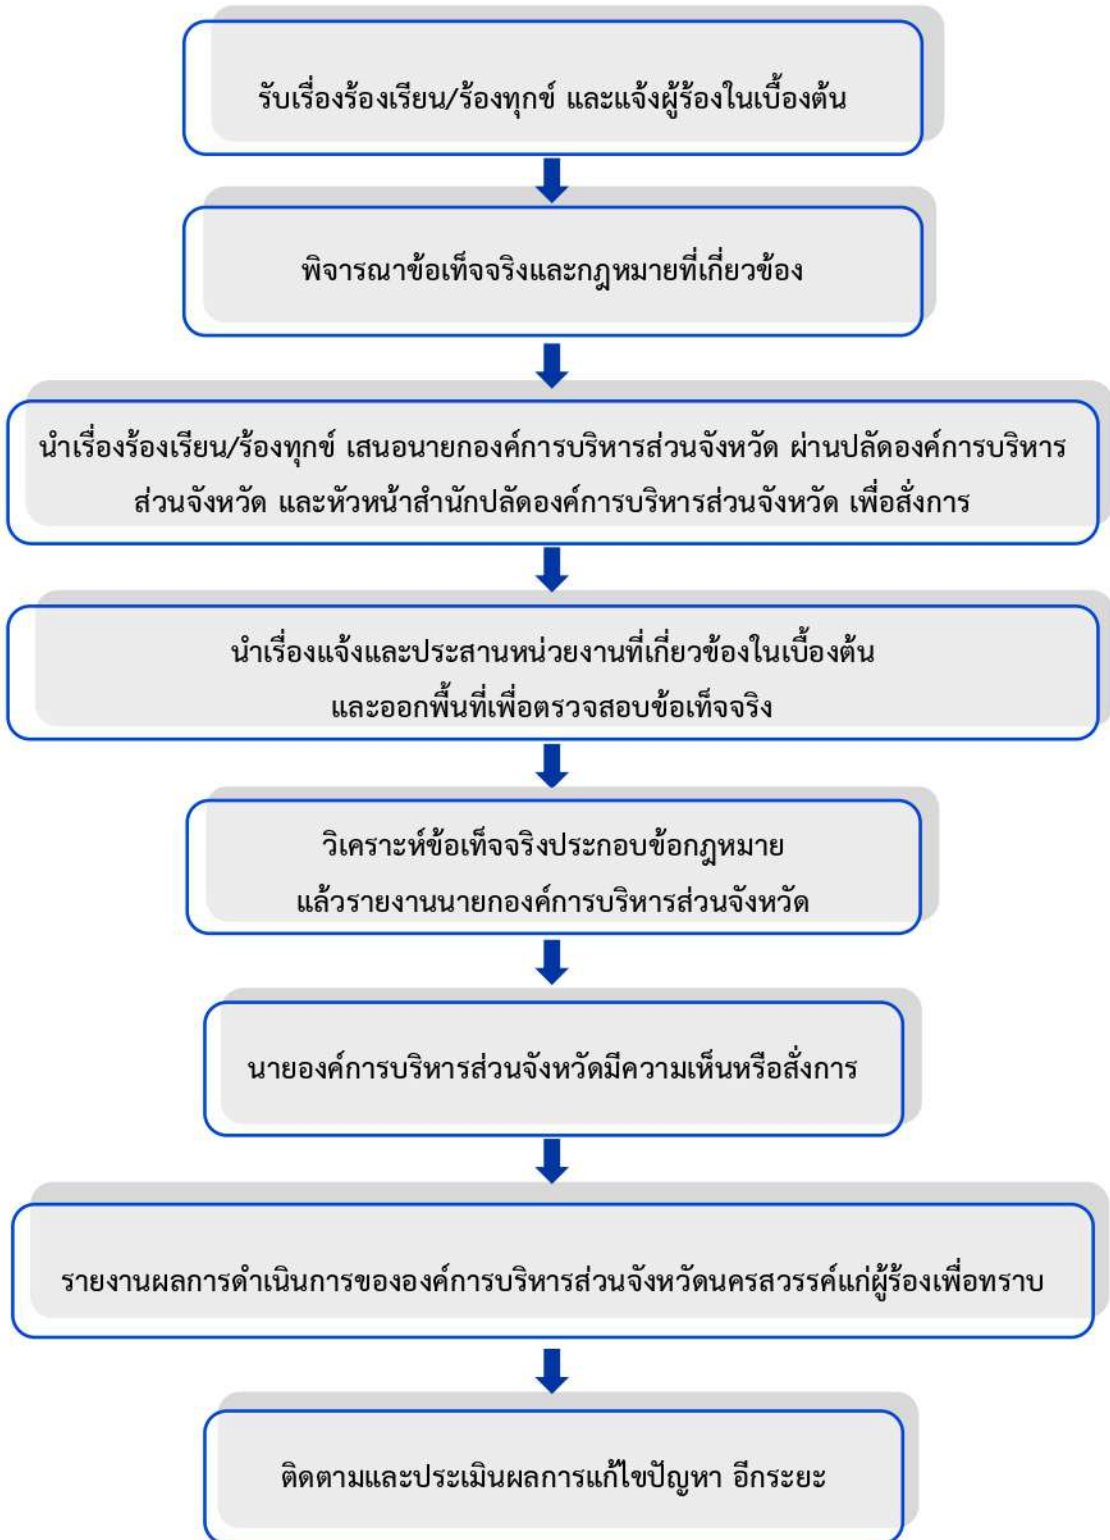 รับเรื่องร้องเรียน/ร้องทุกข์ และแจ้งผู้ร้องในเบื้องต้น
พิจารณาข้อเท็จจริงและกฎหมายที่เกี่ยวข้อง
นำเรื่องร้องเรียน/ร้องทุกข์ เสนอนายกองค์การบริหารส่วนจังหวัด ผ่านปลัดองค์การบริหาร
ส่วนจังหวัด และหัวหน้าสำนักปลัดองค์การบริหารส่วนจังหวัด เพื่อสั่งการ
นำเรื่องแจ้งและประสานหน่วยงานที่เกี่ยวข้องในเบื้องต้น
และออกพื้นที่เพื่อตรวจสอบข้อเท็จจริง
วิเคราะห์ข้อเท็จจริงประกอบข้อกฎหมาย
แล้วรายงานนายกองค์การบริหารส่วนจังหวัด
นายองค์การบริหารส่วนจังหวัดมีความเห็นหรือสั่งการ
รายงานผลการดำเนินการขององค์การบริหารส่วนจังหวัดนครสวรรค์แก่ผู้ร้องเพื่อทราบ
ติดตามและประเมินผลการแก้ไขปัญหา อีกระยะ